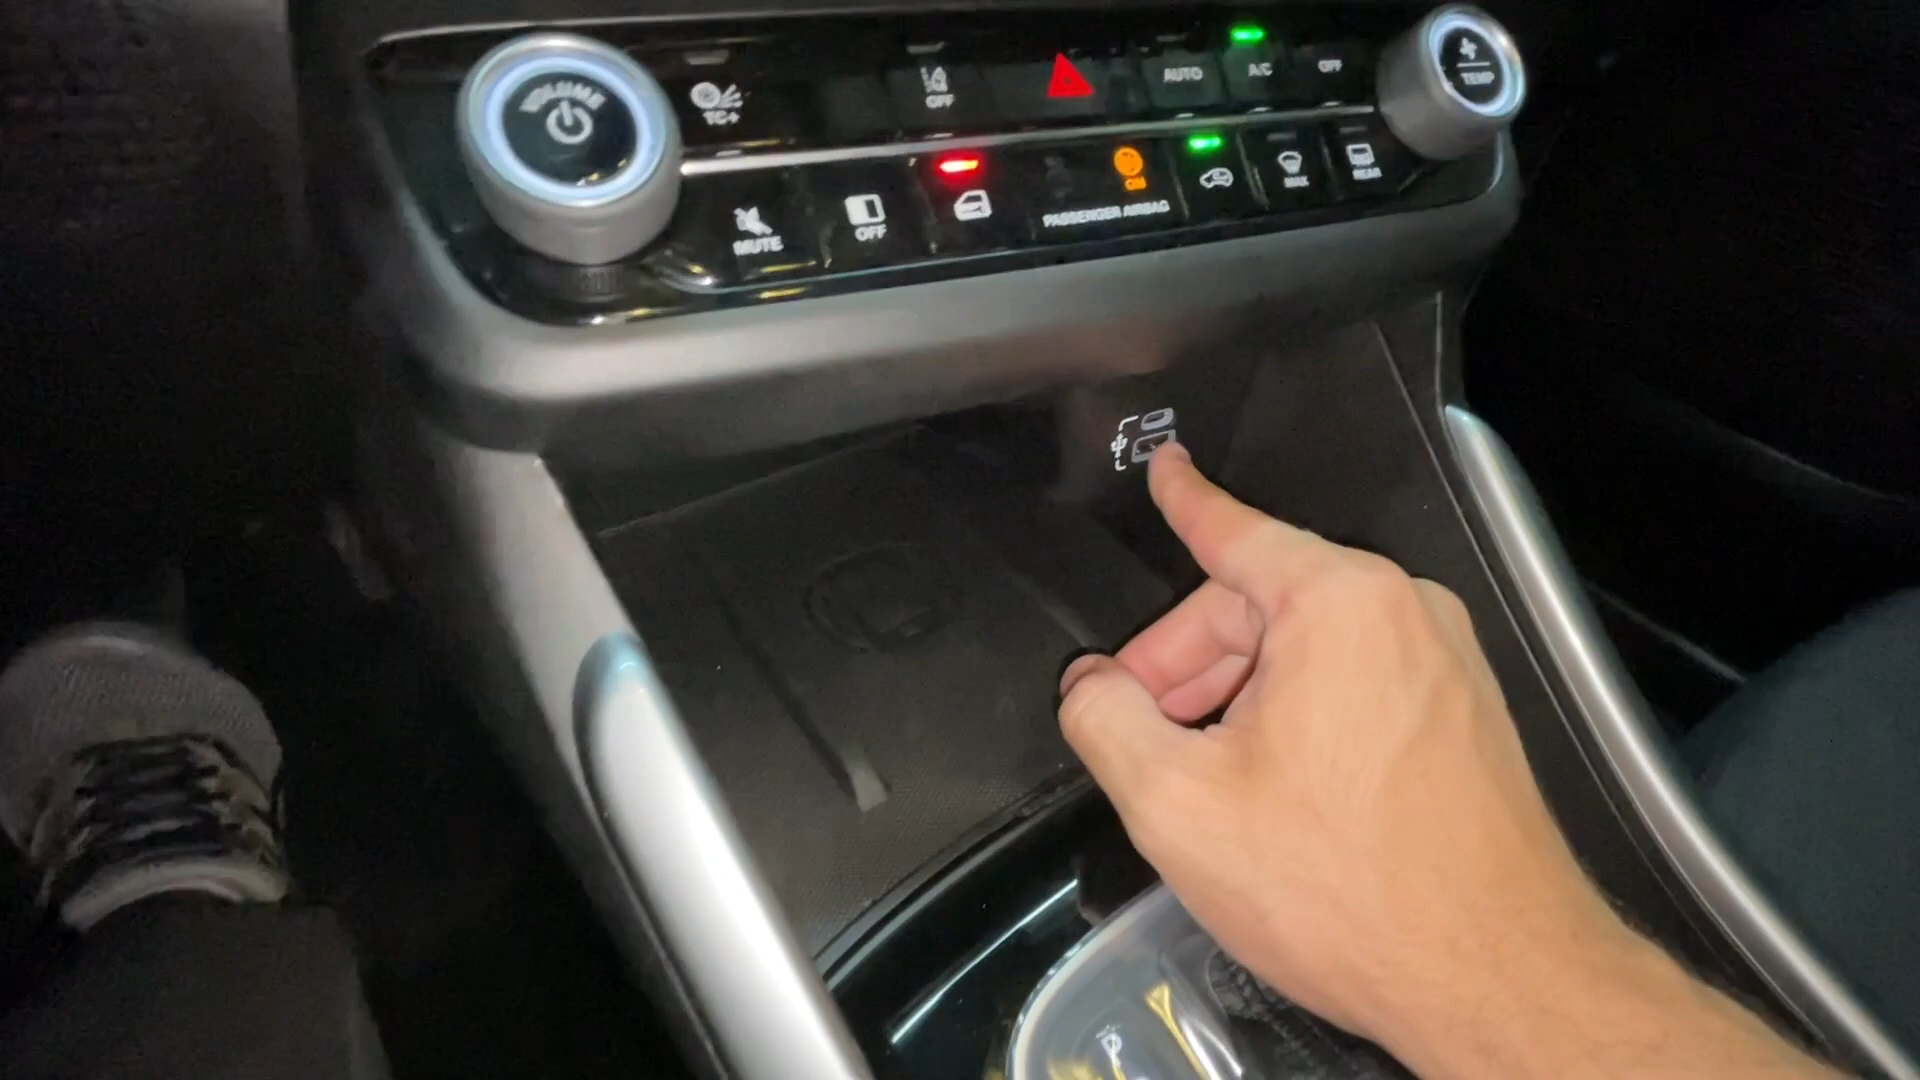 VOLUME
TC+
OFF
AUTO
A/C
OFF
+
TEMP
MUTE
OFF
PASSENGER AIRBAG
ON
MAX
REAR